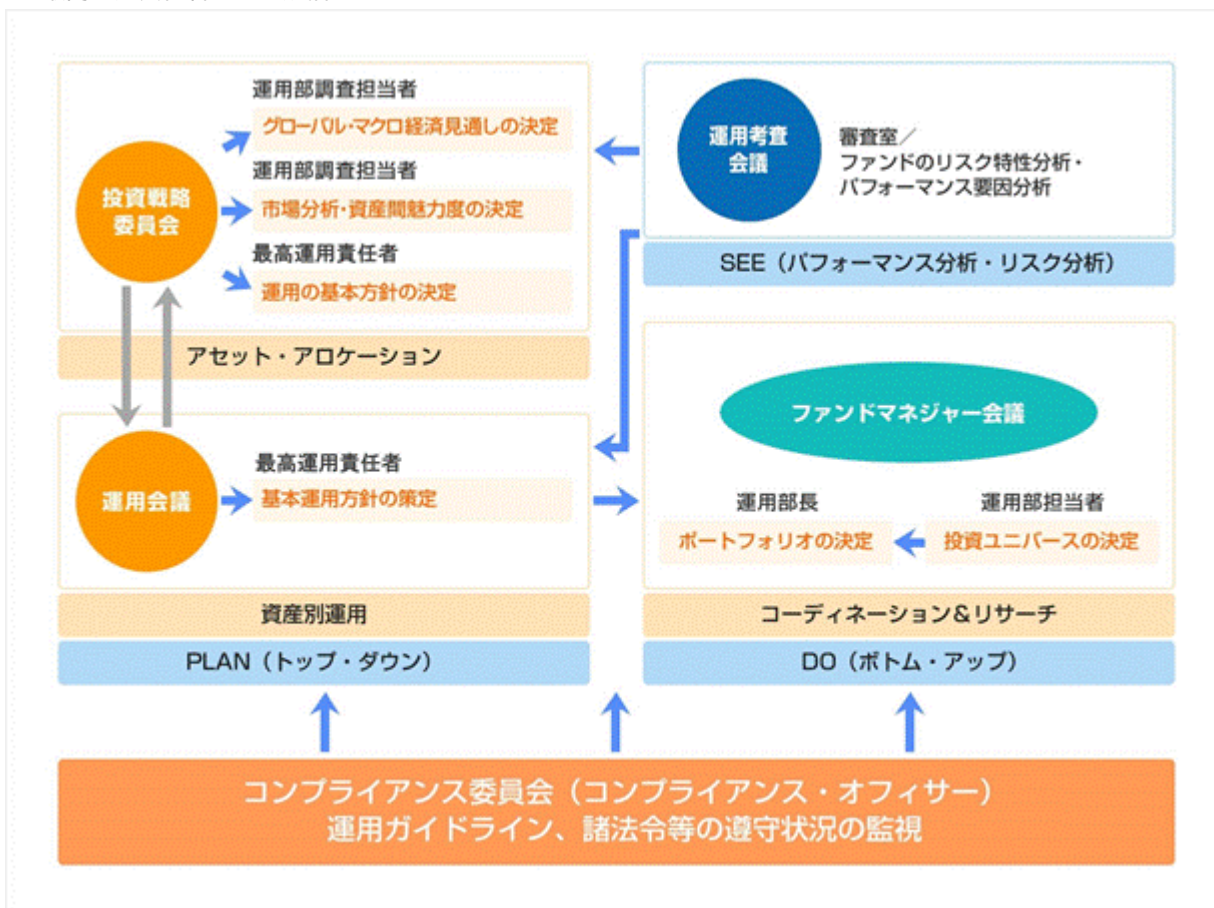 運用部調査担当者
グローバル・マクロ経済見通しの決定
運用部調査担当者
市場分析・資産間魅力度の決定
最高運用責任者
運用の基本方針の決定
投資戦略
委員会
アセット・アロケーション
運用考査
会議
審査室/
ファンドのリスク特性分析・
パフォーマンス要因分析
SEE(パフォーマンス分析・リスク分析)
運用会議
最高運用責任者
基本運用方針の策定
資産別運用
PLAN(トップ・ダウン)
ファンドマネジャー会議
運用部長
ポートフォリオの決定
運用部担当者
投資ユニバースの決定
コーディネーション&リサーチ
DO(ボトム・アップ)
コンプライアンス委員会(コンプライアンス・オフィサー)
運用ガイドライン、諸法令等の遵守状況の監視